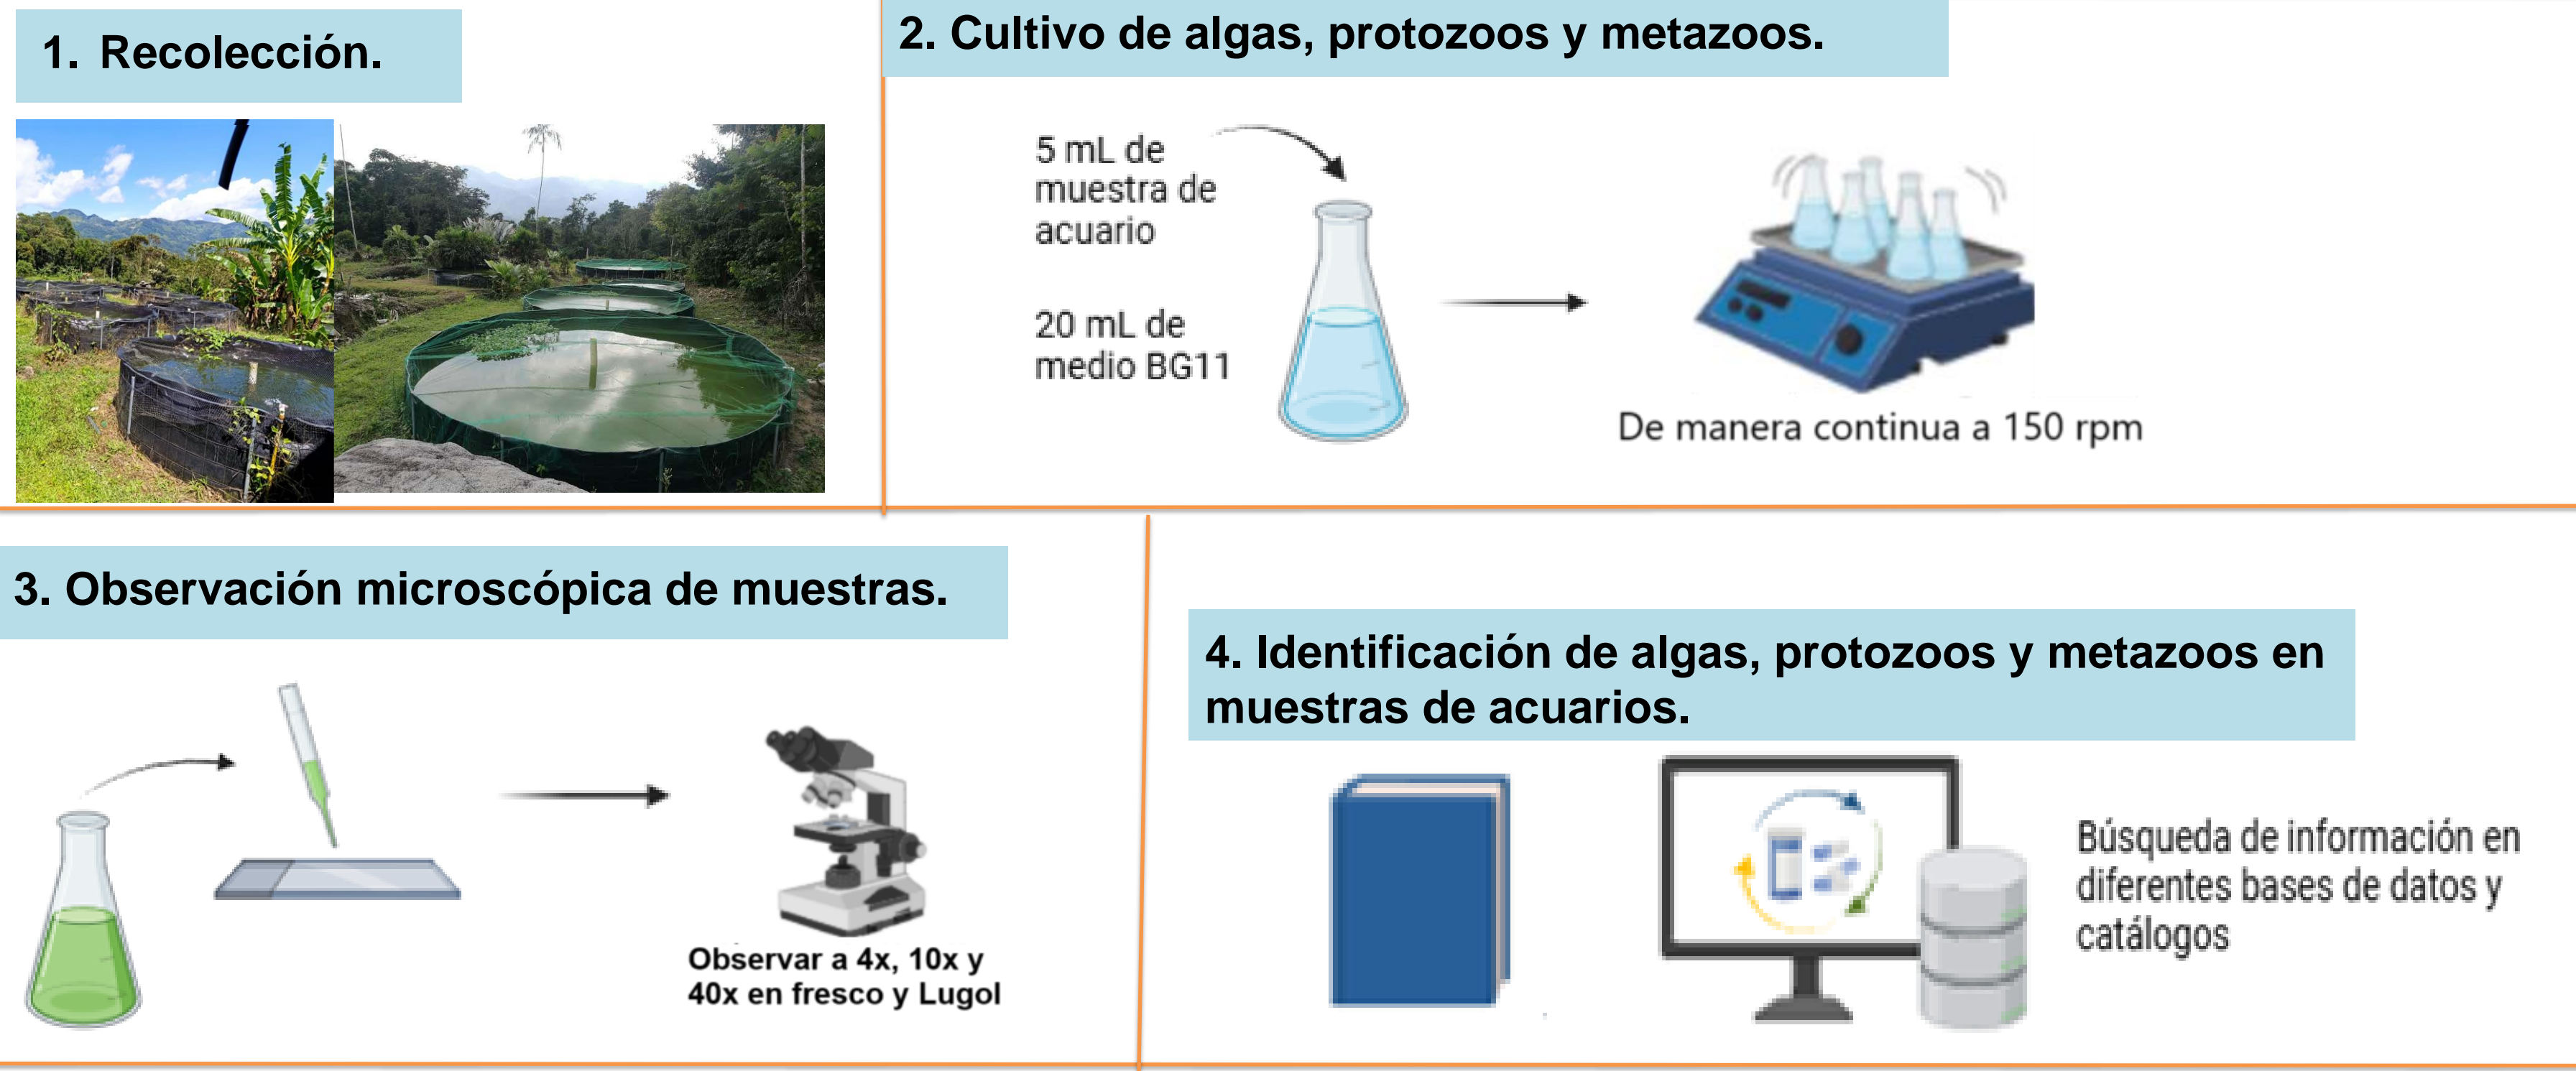 1. Recolección.
2. Cultivo de algas, protozoos y metazoos.
5 mL de
muestra de
acuario
20 mL de
medio BG11
De manera continua a 150 rpm
3. Observación microscópica de muestras.
Observar a 4x, 10x y
40x en fresco y Lugol
4. Identificación de algas, protozoos y metazoos en
muestras de acuarios.
Búsqueda de información en
diferentes bases de datos y
catálogos